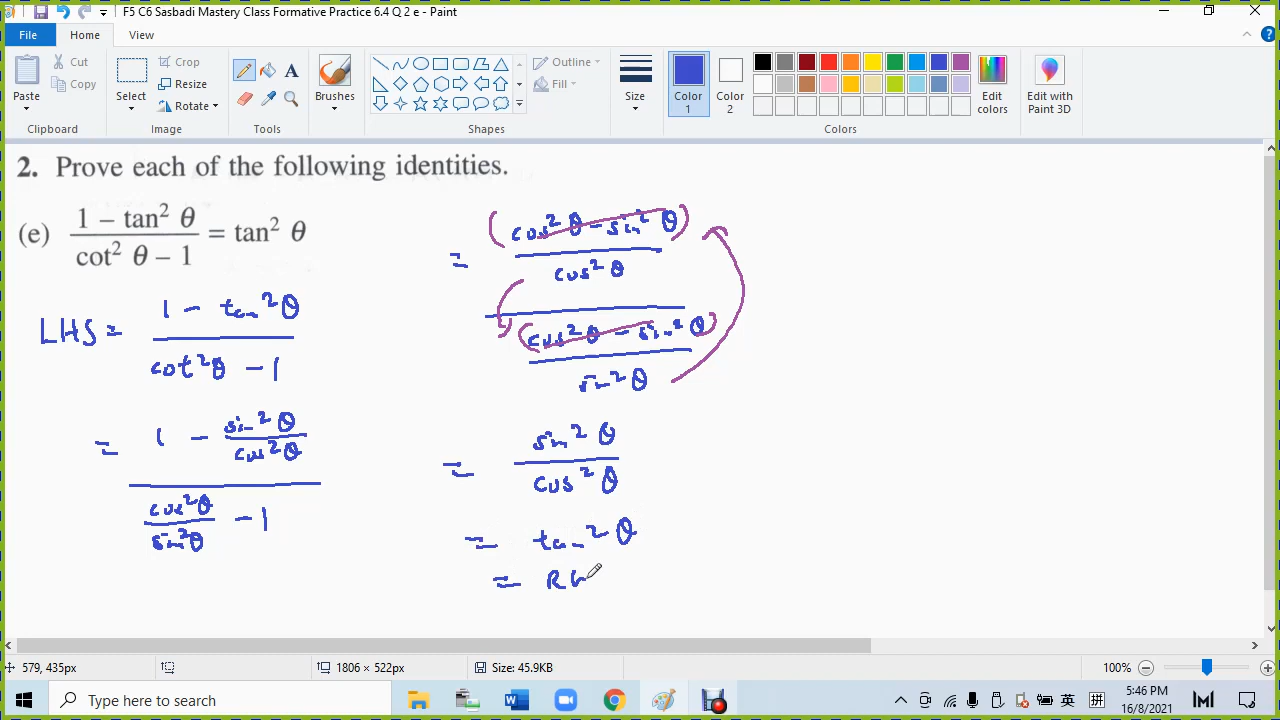 F5 C6 Sasbadi Mastery Class Formative Practice 6.4 Q 2 e - Paint
File Home View
Paste
Cut
Copy
Clipboard
Select
Crop
Resize
Rotate
Image
A
Tools
Brushes
Outline
Fill
Shapes
Size
Color 1
Color 2
Edit colors
Colors
Edit with Paint 3D
2. Prove each of the following identities.
(e) (1 − tan² θ)/(cot² θ − 1) = tan² θ
LHS = (1 − tan²θ)/(cot²θ − 1)
= (1 − sin²θ/cos²θ)/(cos²θ/sin²θ − 1)
= ((cos²θ − sin²θ)/cos²θ)/((cos²θ − sin²θ)/sin²θ)
= sin²θ/cos²θ
= tan²θ
= RH
579, 435px
1806 × 522px
Size: 45.9KB
100%
Type here to search
英
拼
5:46 PM
16/8/2021